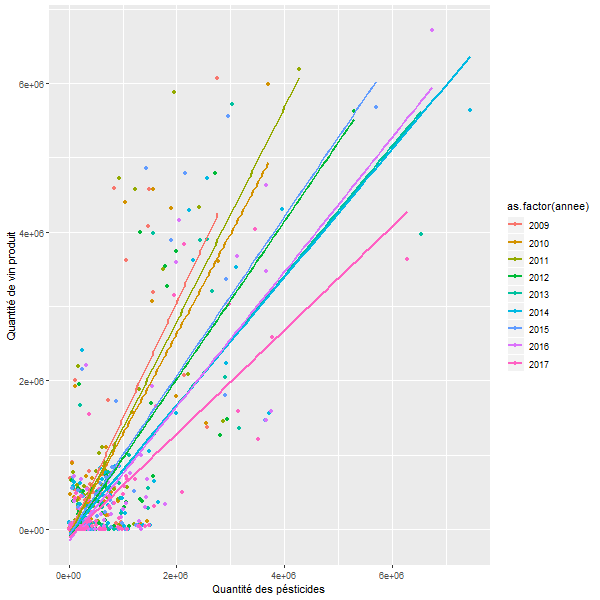 6e+06
4e+06
2e+06
0e+00
Quantité de vin produit
0e+00 2e+06 4e+06 6e+06
Quantité des pésticides
as.factor(annee)
2009
2010
2011
2012
2013
2014
2015
2016
2017